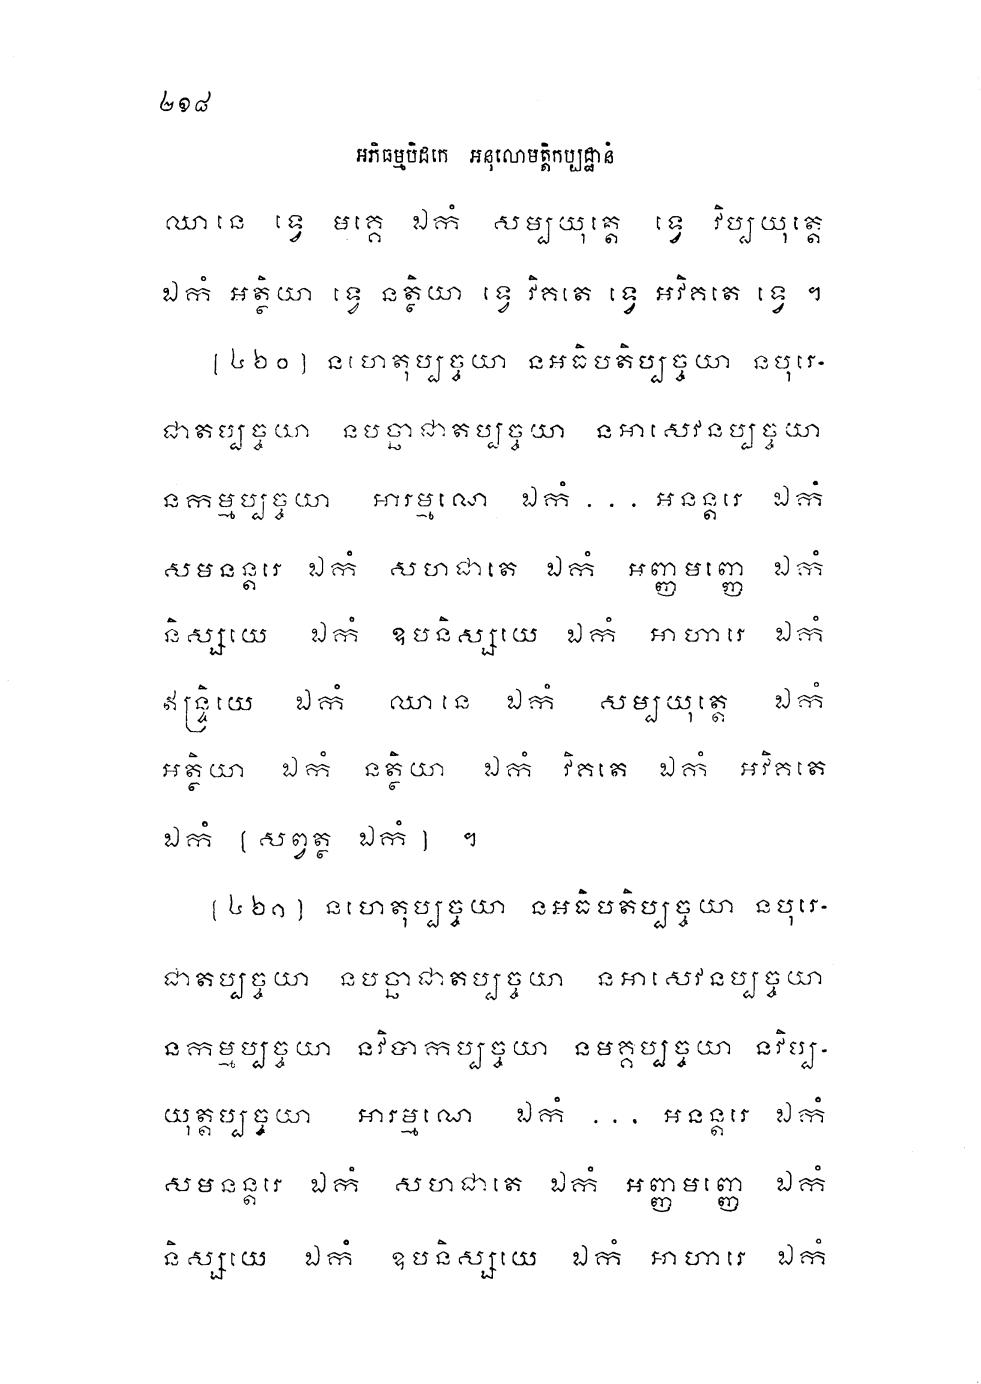 ២១៨
អភិធម្មបិដកេ អនុលោមត្តិកប្បដ្ឋានំ
ឈានេ ទ្វេ មគ្គេ ឯកំ សម្បយុត្តេ ទ្វេ វិប្បយុត្តេ
ឯកំ អត្ថិយា ទ្វេ នត្ថិយា ទ្វេ វិគតេ ទ្វេ អវិគតេ ទ្វេ ។
[៤៦០] នហេតុប្បច្ចយា នអធិបតិប្បច្ចយា នបុរេ-
ជាតប្បច្ចយា នបច្ឆាជាតប្បច្ចយា នអាសេវនប្បច្ចយា
នកម្មប្បច្ចយា អារម្មណេ ឯកំ ... អនន្តរេ ឯកំ
សមនន្តរេ ឯកំ សហជាតេ ឯកំ អញ្ញមញ្ញេ ឯកំ
និស្សយេ ឯកំ ឧបនិស្សយេ ឯកំ អាហារេ ឯកំ
ឥន្ទ្រិយេ ឯកំ ឈានេ ឯកំ សម្បយុត្តេ ឯកំ
អត្ថិយា ឯកំ នត្ថិយា ឯកំ វិគតេ ឯកំ អវិគតេ
ឯកំ [សព្វត្ថ ឯកំ] ។
[៤៦១] នហេតុប្បច្ចយា នអធិបតិប្បច្ចយា នបុរេ-
ជាតប្បច្ចយា នបច្ឆាជាតប្បច្ចយា នអាសេវនប្បច្ចយា
នកម្មប្បច្ចយា នវិបាកប្បច្ចយា នមគ្គប្បច្ចយា នវិប្ប-
យុត្តប្បច្ចយា អារម្មណេ ឯកំ ... អនន្តរេ ឯកំ
សមនន្តរេ ឯកំ សហជាតេ ឯកំ អញ្ញមញ្ញេ ឯកំ
និស្សយេ ឯកំ ឧបនិស្សយេ ឯកំ អាហារេ ឯកំ